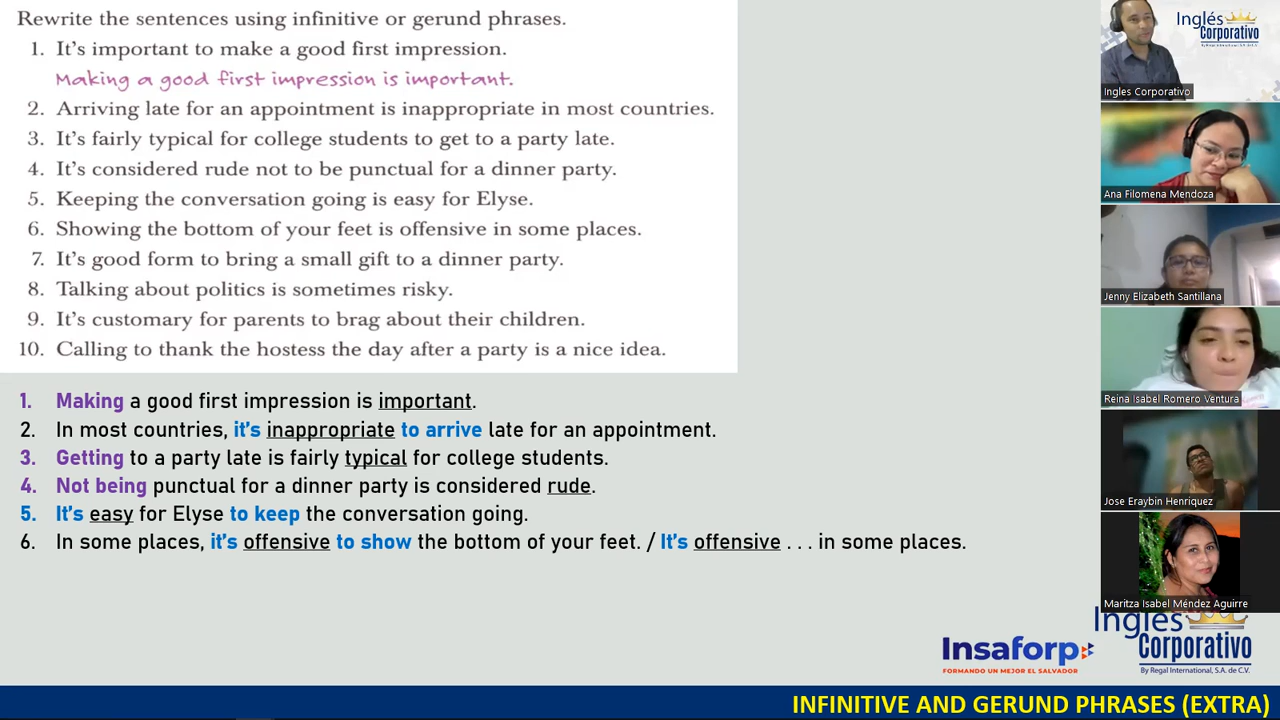 Rewrite the sentences using infinitive or gerund phrases.
1. It's important to make a good first impression.
Making a good first impression is important.
2. Arriving late for an appointment is inappropriate in most countries.
3. It's fairly typical for college students to get to a party late.
4. It's considered rude not to be punctual for a dinner party.
5. Keeping the conversation going is easy for Elyse.
6. Showing the bottom of your feet is offensive in some places.
7. It's good form to bring a small gift to a dinner party.
8. Talking about politics is sometimes risky.
9. It's customary for parents to brag about their children.
10. Calling to thank the hostess the day after a party is a nice idea.
1. Making a good first impression is important.
2. In most countries, it's inappropriate to arrive late for an appointment.
3. Getting to a party late is fairly typical for college students.
4. Not being punctual for a dinner party is considered rude.
5. It's easy for Elyse to keep the conversation going.
6. In some places, it's offensive to show the bottom of your feet. / It's offensive . . . in some places.
Inglés
Corporativo
Ingles Corporativo
Ana Filomena Mendoza
Jenny Elizabeth Santillana
Reina Isabel Romero Ventura
Jose Eraybin Henriquez
Maritza Isabel Méndez Aguirre
Insaforp
FORMANDO UN MEJOR EL SALVADOR
Inglés
Corporativo
By Regal International, S.A. de C.V.
INFINITIVE AND GERUND PHRASES (EXTRA)